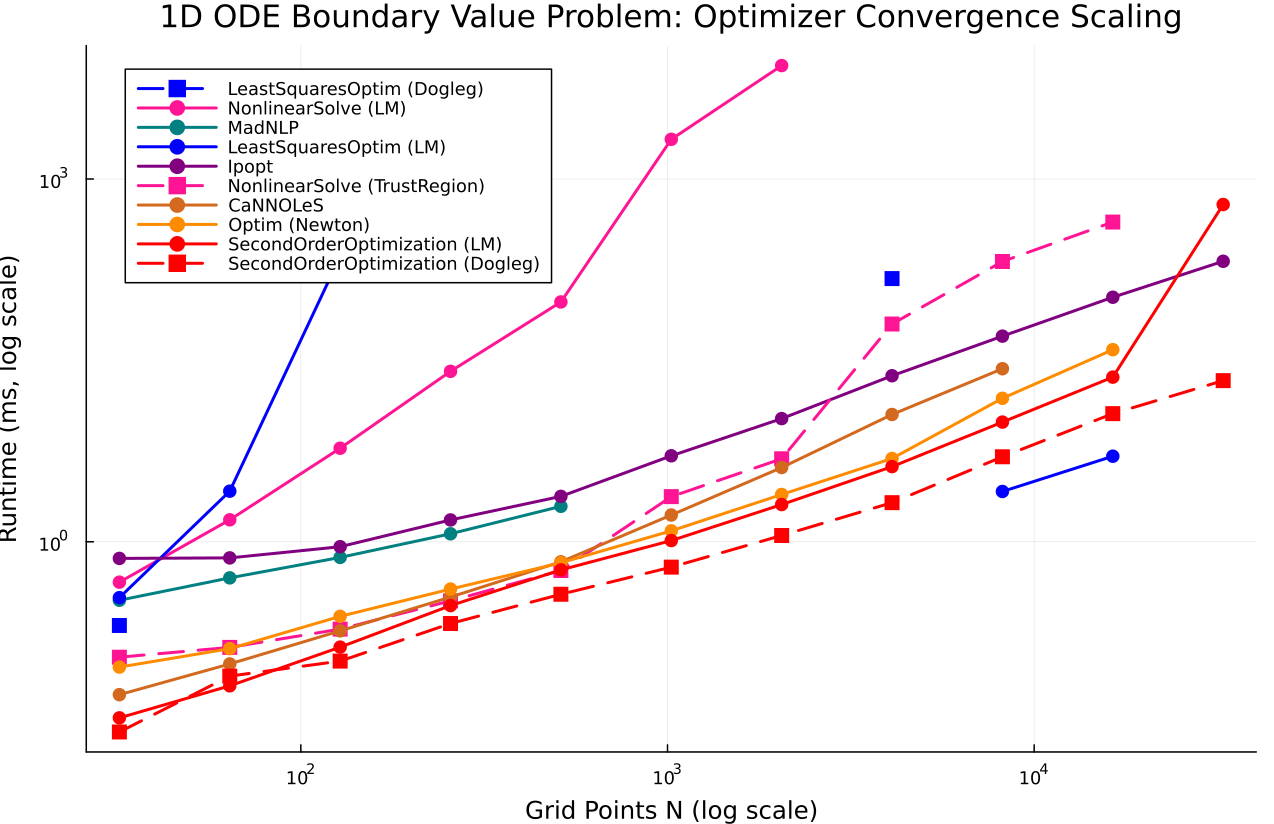 1D ODE Boundary Value Problem: Optimizer Convergence Scaling
LeastSquaresOptim (Dogleg)
NonlinearSolve (LM)
MadNLP
LeastSquaresOptim (LM)
Ipopt
NonlinearSolve (TrustRegion)
CaNNOLeS
Optim (Newton)
SecondOrderOptimization (LM)
SecondOrderOptimization (Dogleg)
Runtime (ms, log scale)
10³
10⁰
10² 10³ 10⁴
Grid Points N (log scale)